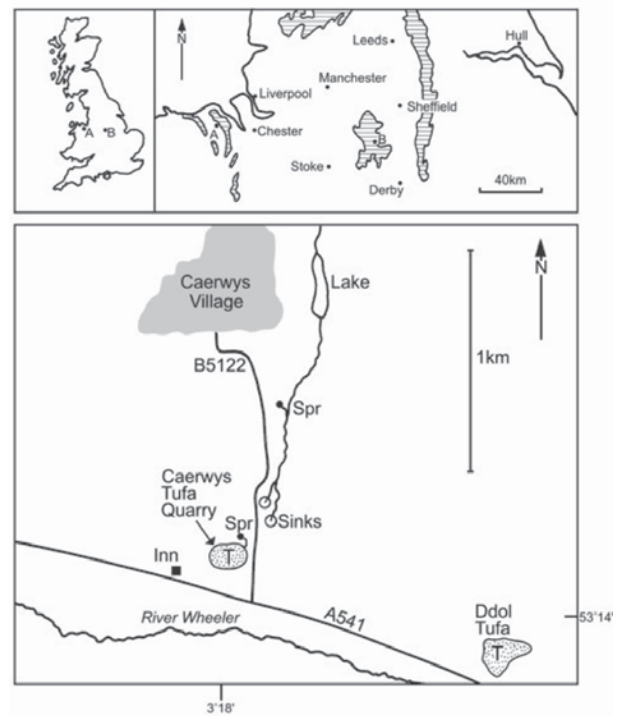 A
B
N
Leeds
Hull
Manchester
Liverpool
Sheffield
A
Chester
B
Stoke
Derby
40km
Caerwys
Village
Lake
N
B5122
1km
Spr
Caerwys
Tufa
Quarry
Spr
Sinks
T
Inn
River Wheeler
A541
Ddol
Tufa
53°14'
T
3°18'